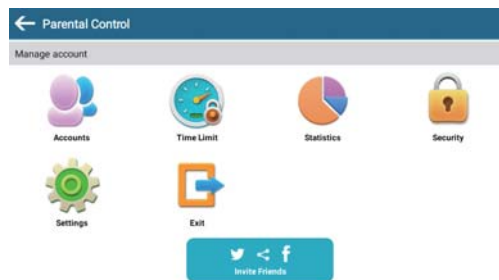 Parental Control
Manage account
Accounts
Time Limit
Statistics
Security
Settings
Exit
Invite Friends